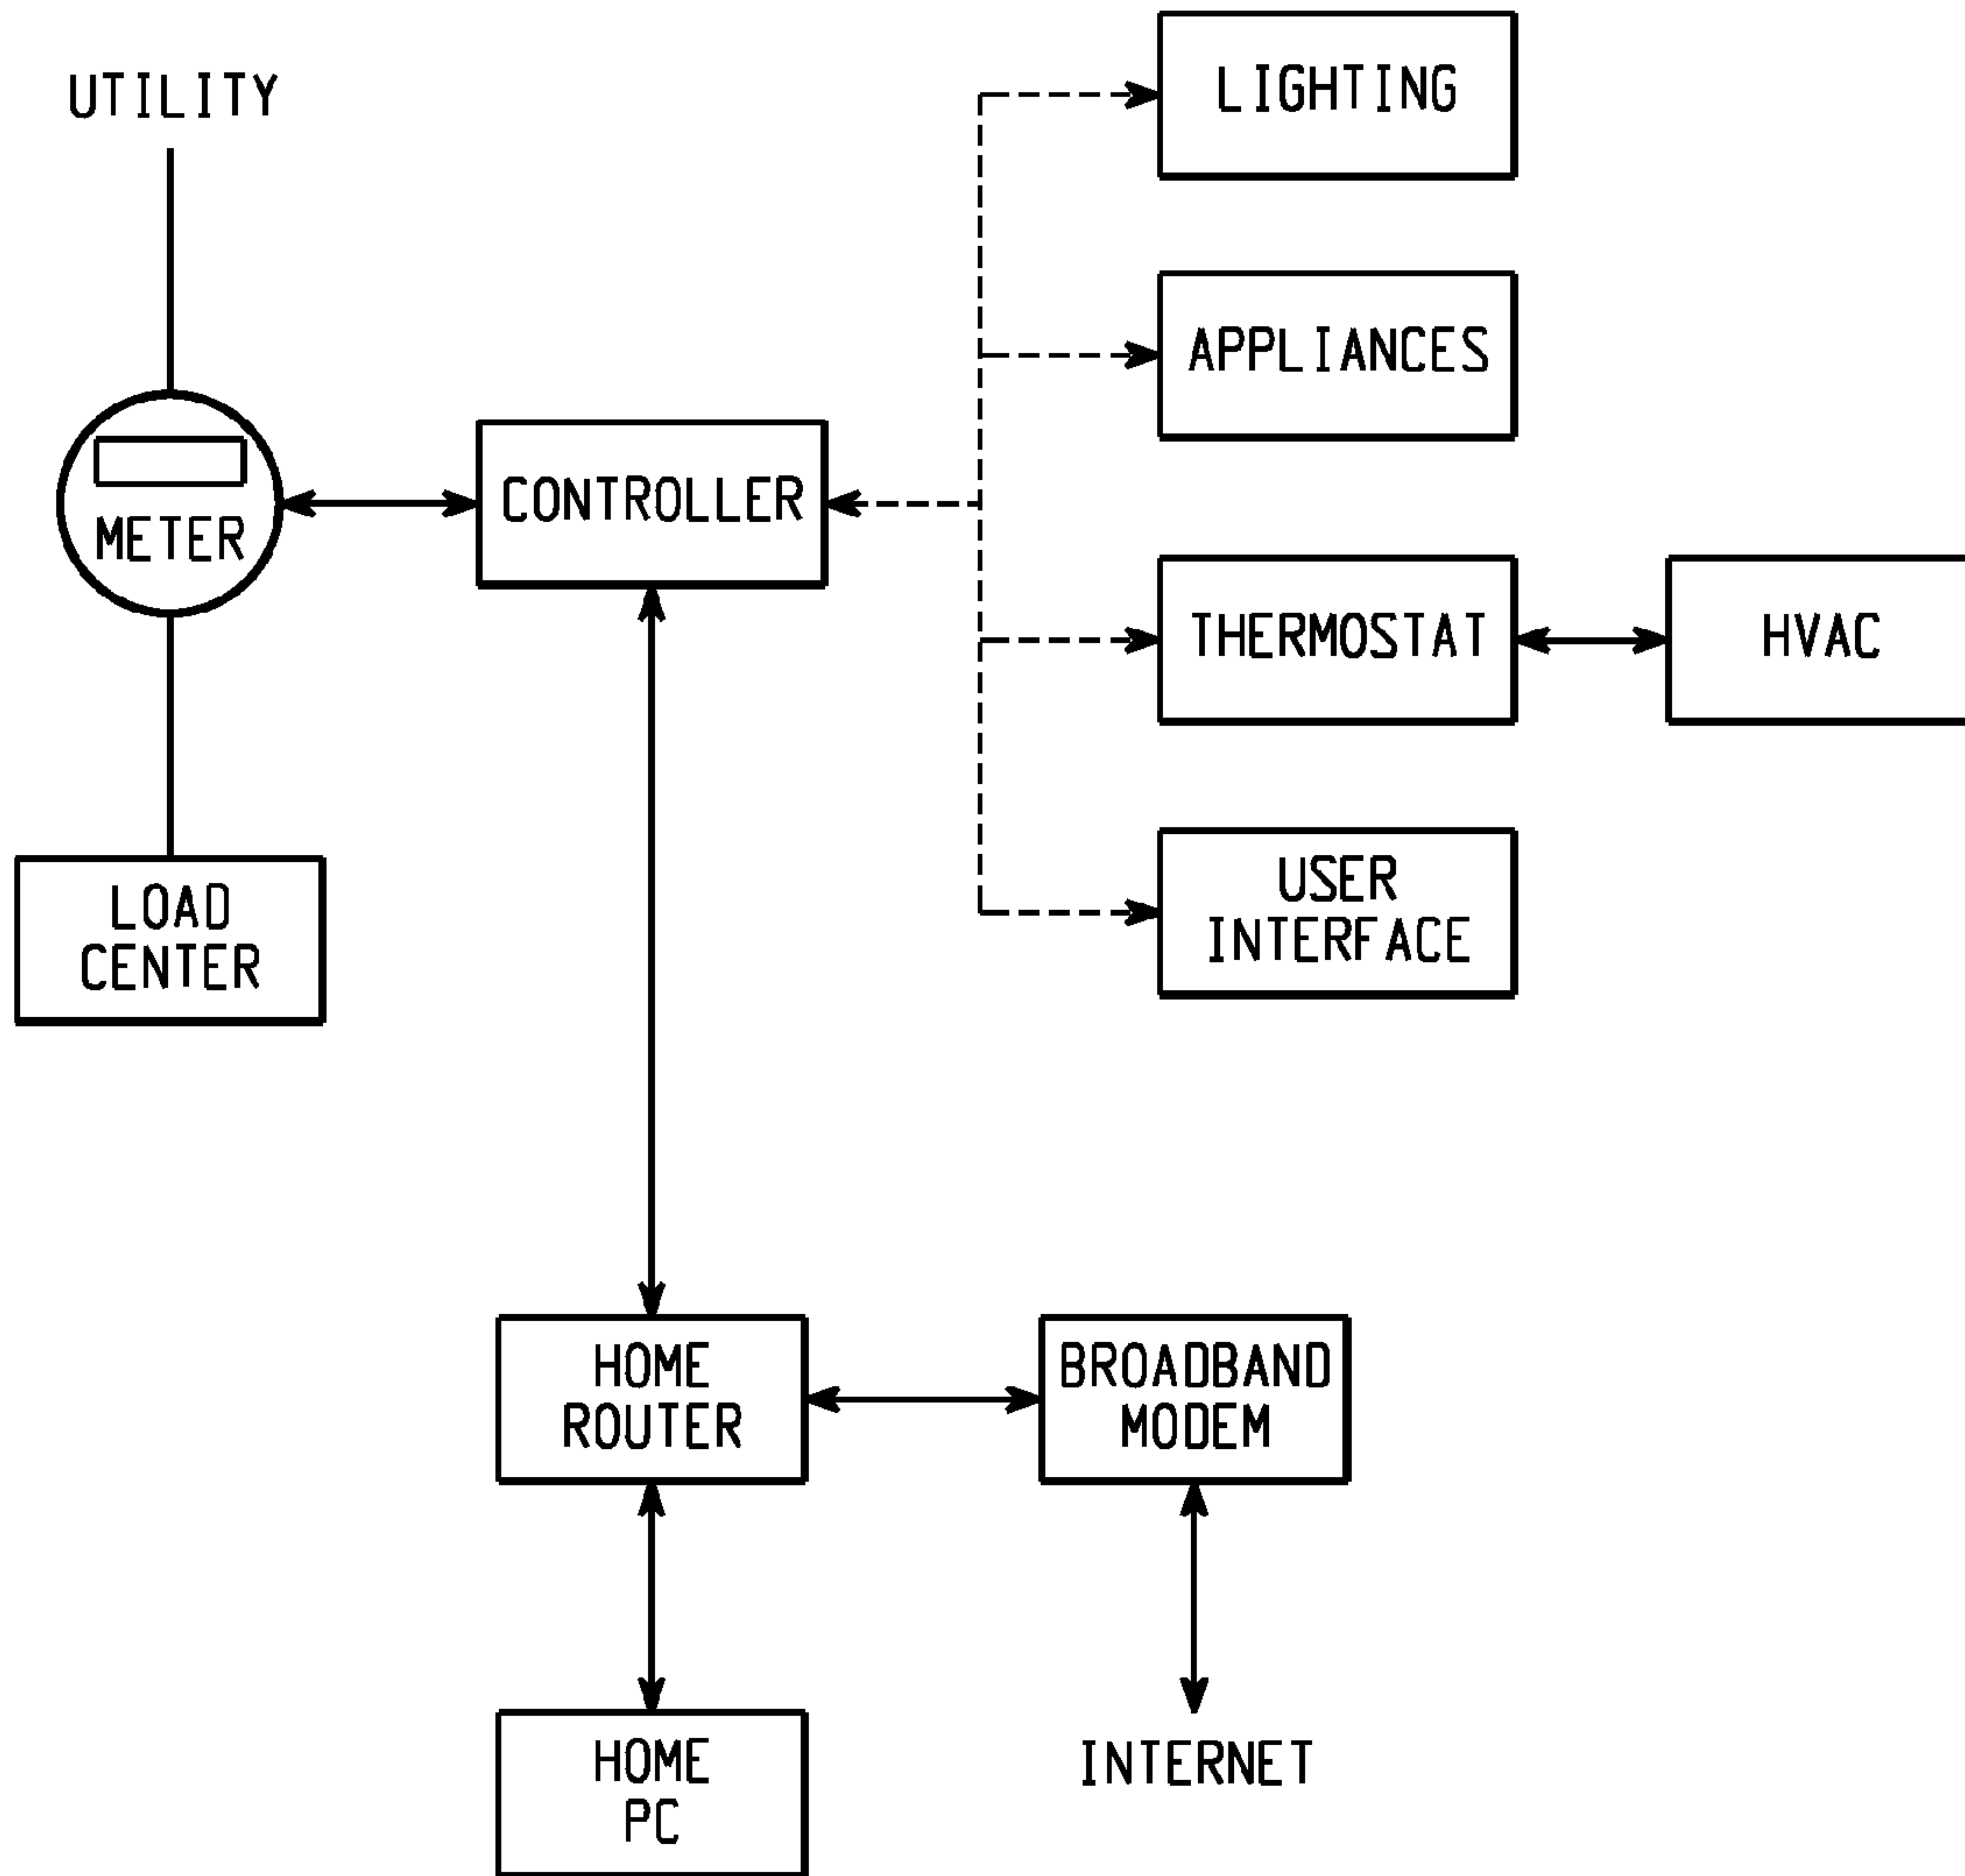 UTILITY
LIGHTING
APPLIANCES
CONTROLLER
METER
THERMOSTAT
HVAC
LOAD
CENTER
USER
INTERFACE
HOME
ROUTER
BROADBAND
MODEM
HOME
PC
INTERNET